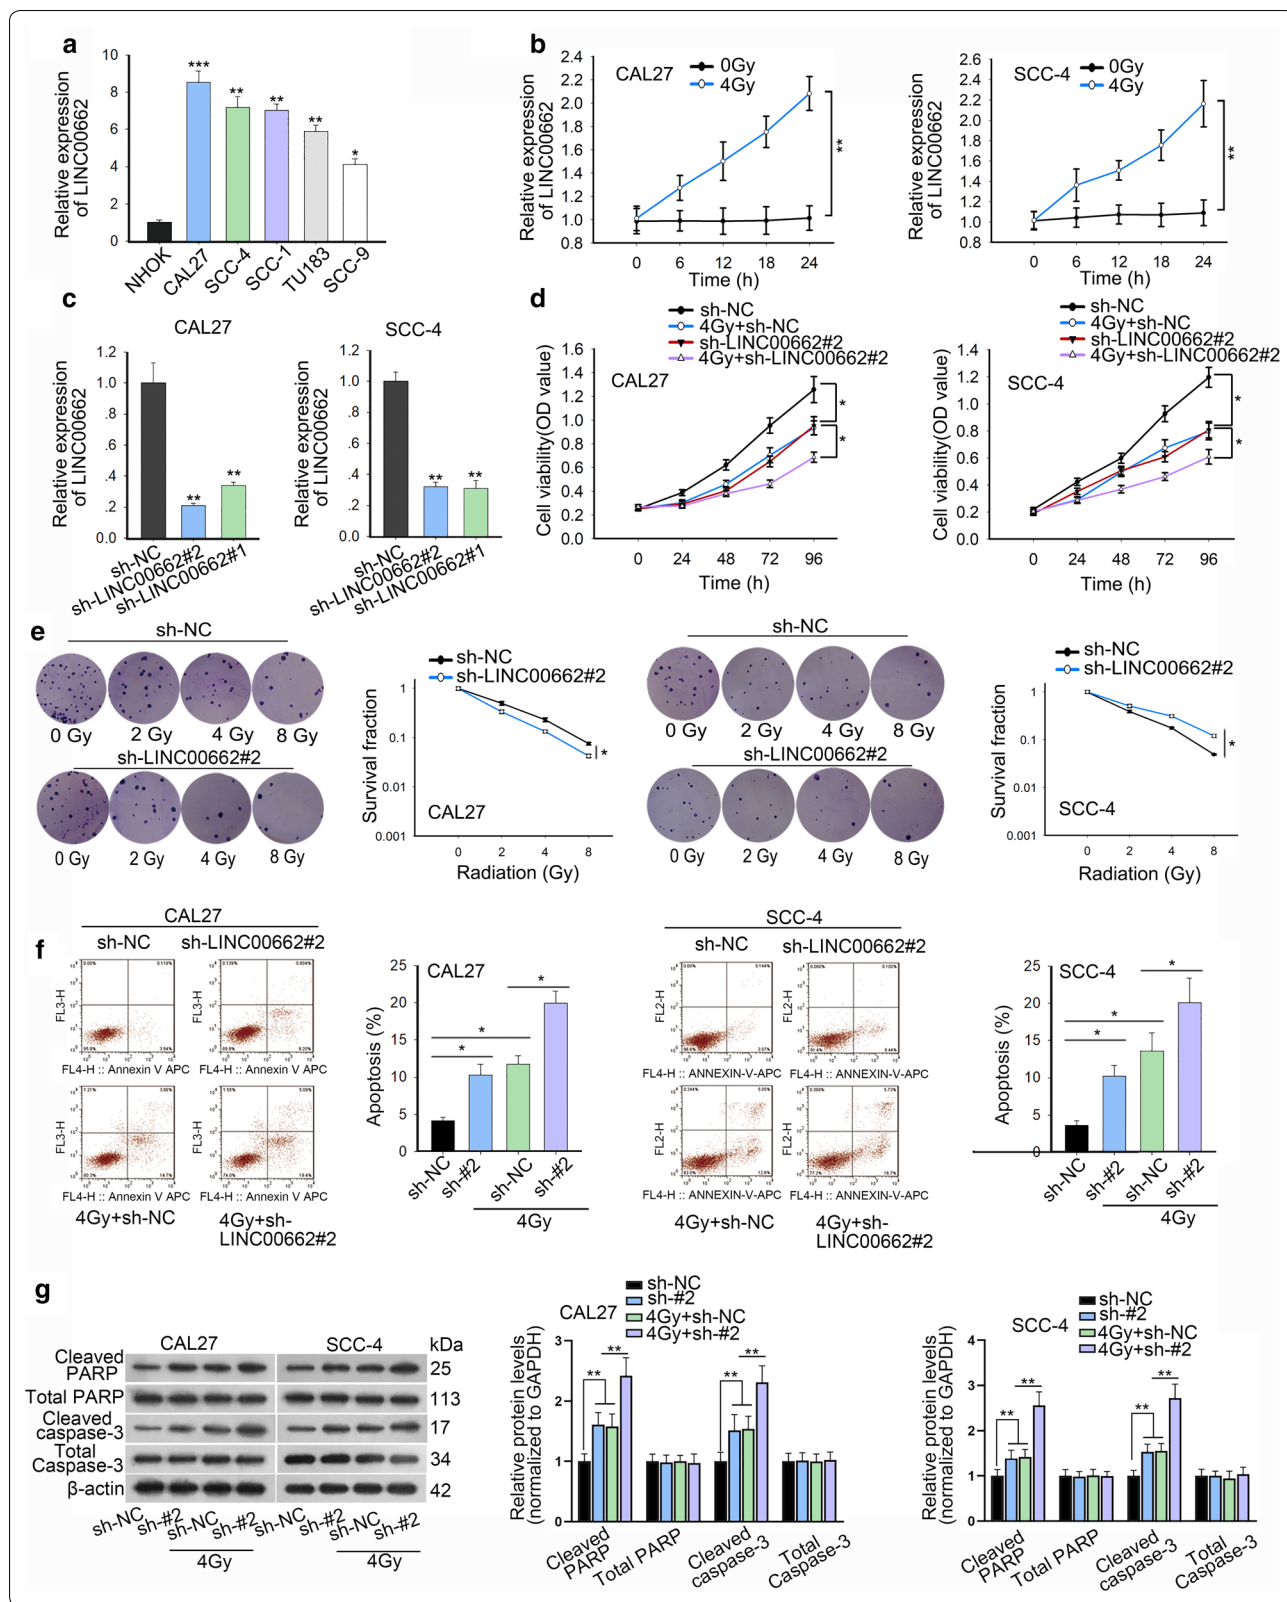 a
Relative expression
of LINC00662
10
8
6
4
2
0
***
**
**
**
*
NHOK
CAL27
SCC-4
SCC-1
TU183
SCC-9
b
CAL27
0Gy
4Gy
Relative expression
of LINC00662
2.4
2.2
2.0
1.8
1.6
1.4
1.2
1.0
0.8
**
0 6 12 18 24
Time (h)
SCC-4
0Gy
4Gy
Relative expression
of LINC00662
2.6
2.4
2.2
2.0
1.8
1.6
1.4
1.2
1.0
0.8
**
0 6 12 18 24
Time (h)
c
CAL27
Relative expression
of LINC00662
1.2
1.0
.8
.6
.4
.2
0.0
**
**
sh-NC
sh-LINC00662#2
sh-LINC00662#1
SCC-4
Relative expression
of LINC00662
1.2
1.0
.8
.6
.4
.2
0.0
**
**
sh-NC
sh-LINC00662#2
sh-LINC00662#1
d
sh-NC
4Gy+sh-NC
sh-LINC00662#2
4Gy+sh-LINC00662#2
CAL27
Cell viability(OD value)
1.6
1.4
1.2
1.0
0.8
0.6
0.4
0.2
0.0
*
*
0 24 48 72 96
Time (h)
sh-NC
4Gy+sh-NC
sh-LINC00662#2
4Gy+sh-LINC00662#2
SCC-4
Cell viability(OD value)
1.4
1.2
1.0
0.8
0.6
0.4
0.2
0.0
*
*
0 24 48 72 96
Time (h)
e
sh-NC
0 Gy 2 Gy 4 Gy 8 Gy
sh-LINC00662#2
0 Gy 2 Gy 4 Gy 8 Gy
sh-NC
sh-LINC00662#2
Survival fraction
1
0.1
0.01
0.001
*
CAL27
0 2 4 8
Radiation (Gy)
sh-NC
0 Gy 2 Gy 4 Gy 8 Gy
sh-LINC00662#2
0 Gy 2 Gy 4 Gy 8 Gy
sh-NC
sh-LINC00662#2
Survival fraction
1
0.1
0.01
0.001
*
SCC-4
0 2 4 8
Radiation (Gy)
f
CAL27
sh-NC sh-LINC00662#2
FL3-H
FL3-H
FL4-H :: Annexin V APC FL4-H :: Annexin V APC
FL3-H
FL3-H
FL4-H :: Annexin V APC FL4-H :: Annexin V APC
4Gy+sh-NC 4Gy+sh-
LINC00662#2
CAL27
Apoptosis (%)
25
20
15
10
5
0
*
*
*
sh-NC
sh-#2
sh-NC
sh-#2
4Gy
SCC-4
sh-NC sh-LINC00662#2
FL2-H
FL2-H
FL4-H :: ANNEXIN-V-APC FL4-H :: ANNEXIN-V-APC
FL2-H
FL2-H
FL4-H :: ANNEXIN-V-APC FL4-H :: ANNEXIN-V-APC
4Gy+sh-NC 4Gy+sh-
LINC00662#2
SCC-4
Apoptosis (%)
25
20
15
10
5
0
*
*
*
sh-NC
sh-#2
sh-NC
sh-#2
4Gy
g
CAL27 SCC-4 kDa
Cleaved
PARP 25
Total PARP 113
Cleaved
caspase-3 17
Total
Caspase-3 34
β-actin 42
sh-NC sh-#2 sh-NC sh-#2 sh-NC sh-#2 sh-NC sh-#2
4Gy 4Gy
CAL27
sh-NC
sh-#2
4Gy+sh-NC
4Gy+sh-#2
Relative protein levels
(normalized to GAPDH)
3
2
1
0
**
**
**
**
Cleaved
PARP
Total PARP
Cleaved
caspase-3
Total
Caspase-3
SCC-4
sh-NC
sh-#2
4Gy+sh-NC
4Gy+sh-#2
Relative protein levels
(normalized to GAPDH)
4
3
2
1
0
**
**
**
**
Cleaved
PARP
Total PARP
Cleaved
caspase-3
Total
Caspase-3